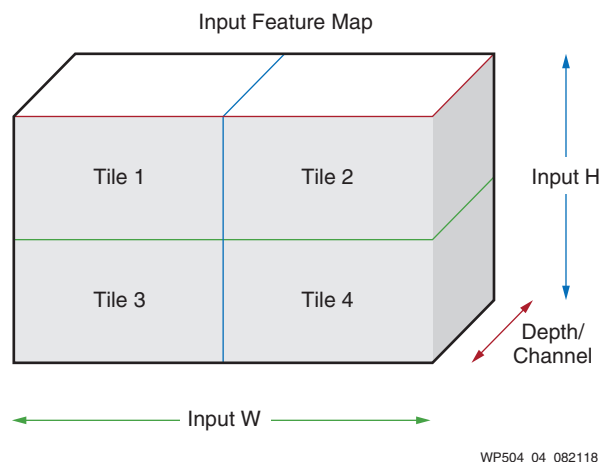 Input Feature Map
Tile 1
Tile 2
Input H
Tile 3
Tile 4
Depth/
Channel
Input W
WP504_04_082118